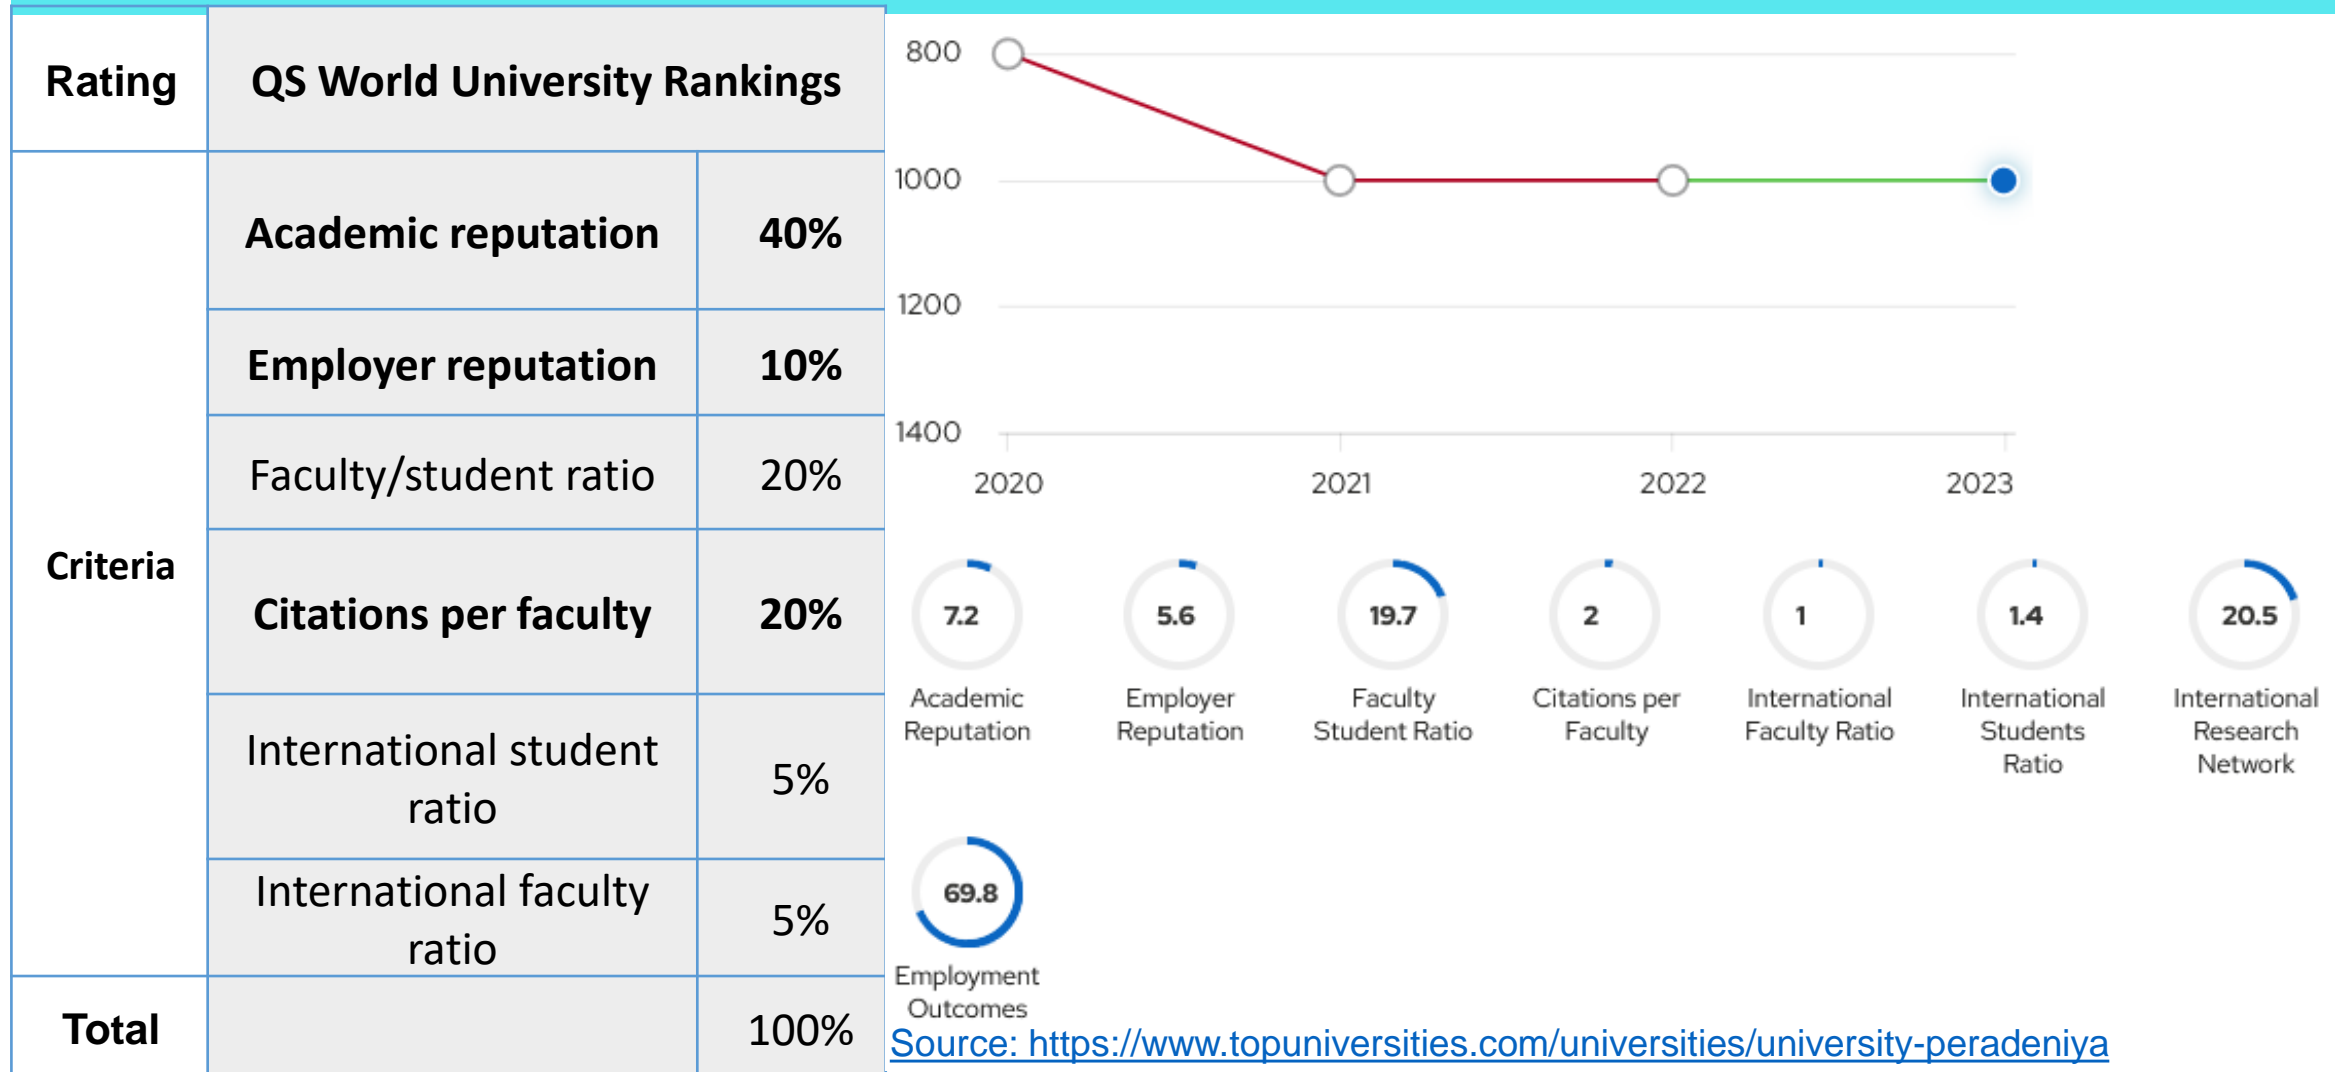 Rating
QS World University Rankings
Criteria
Academic reputation
40%
Employer reputation
10%
Faculty/student ratio
20%
Citations per faculty
20%
International student
ratio
5%
International faculty
ratio
5%
Total
100%
800
1000
1200
1400
2020
2021
2022
2023
7.2
Academic
Reputation
5.6
Employer
Reputation
19.7
Faculty
Student Ratio
2
Citations per
Faculty
1
International
Faculty Ratio
1.4
International
Students
Ratio
20.5
International
Research
Network
69.8
Employment
Outcomes
Source: https://www.topuniversities.com/universities/university-peradeniya